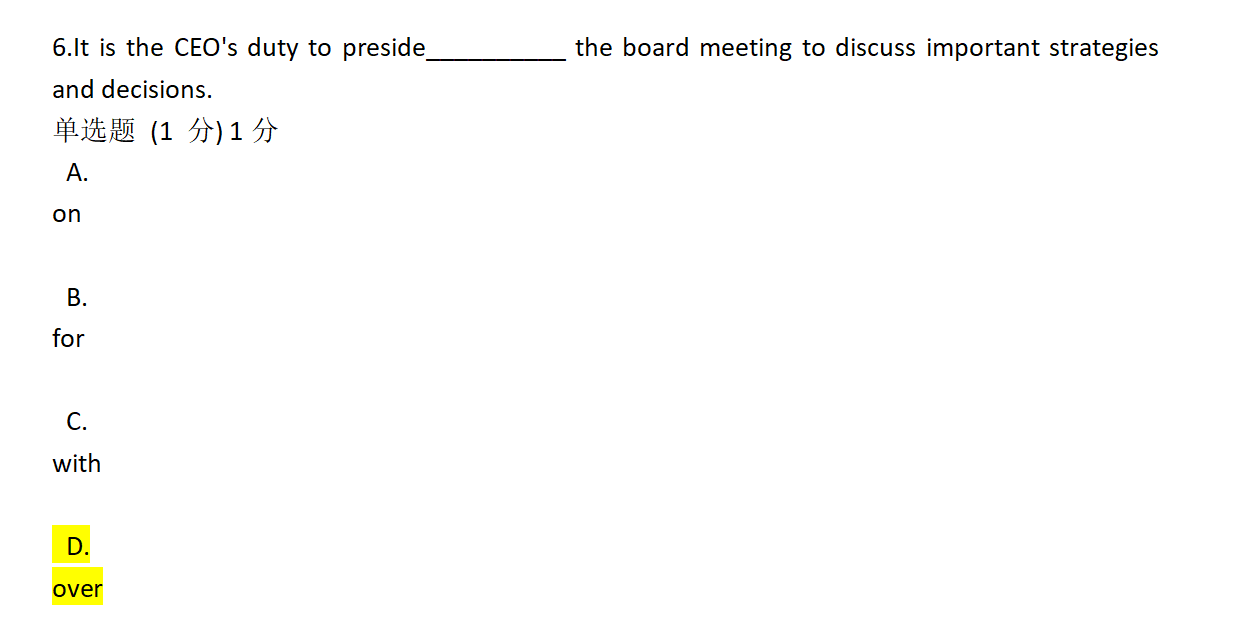 6.It is the CEO's duty to preside__________ the board meeting to discuss important strategies
and decisions.
单选题 (1 分) 1 分
A.
on
B.
for
C.
with
D.
over